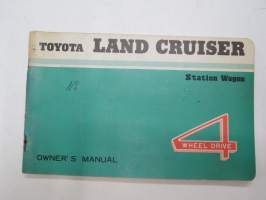 TOYOTA LAND CRUISER
Station Wagon
4
WHEEL DRIVE
OWNER'S MANUAL